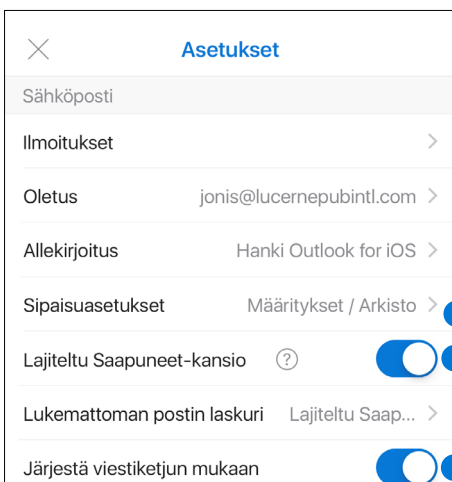 Asetukset
Sähköposti
Ilmoitukset
Oletus jonis@lucernepubintl.com
Allekirjoitus Hanki Outlook for iOS
Sipaisuasetukset Määritykset / Arkisto
Lajiteltu Saapuneet-kansio ?
Lukemattoman postin laskuri Lajiteltu Saap...
Järjestä viestiketjun mukaan